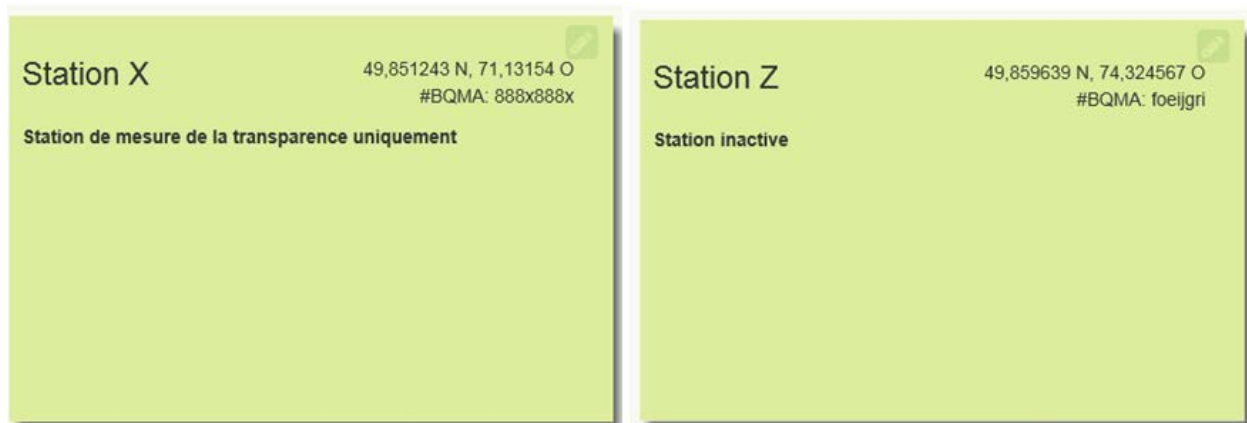 Station X
49,851243 N, 71,13154 O
#BQMA: 888x888x
Station de mesure de la transparence uniquement
Station Z
49,859639 N, 74,324567 O
#BQMA: foeijgri
Station inactive